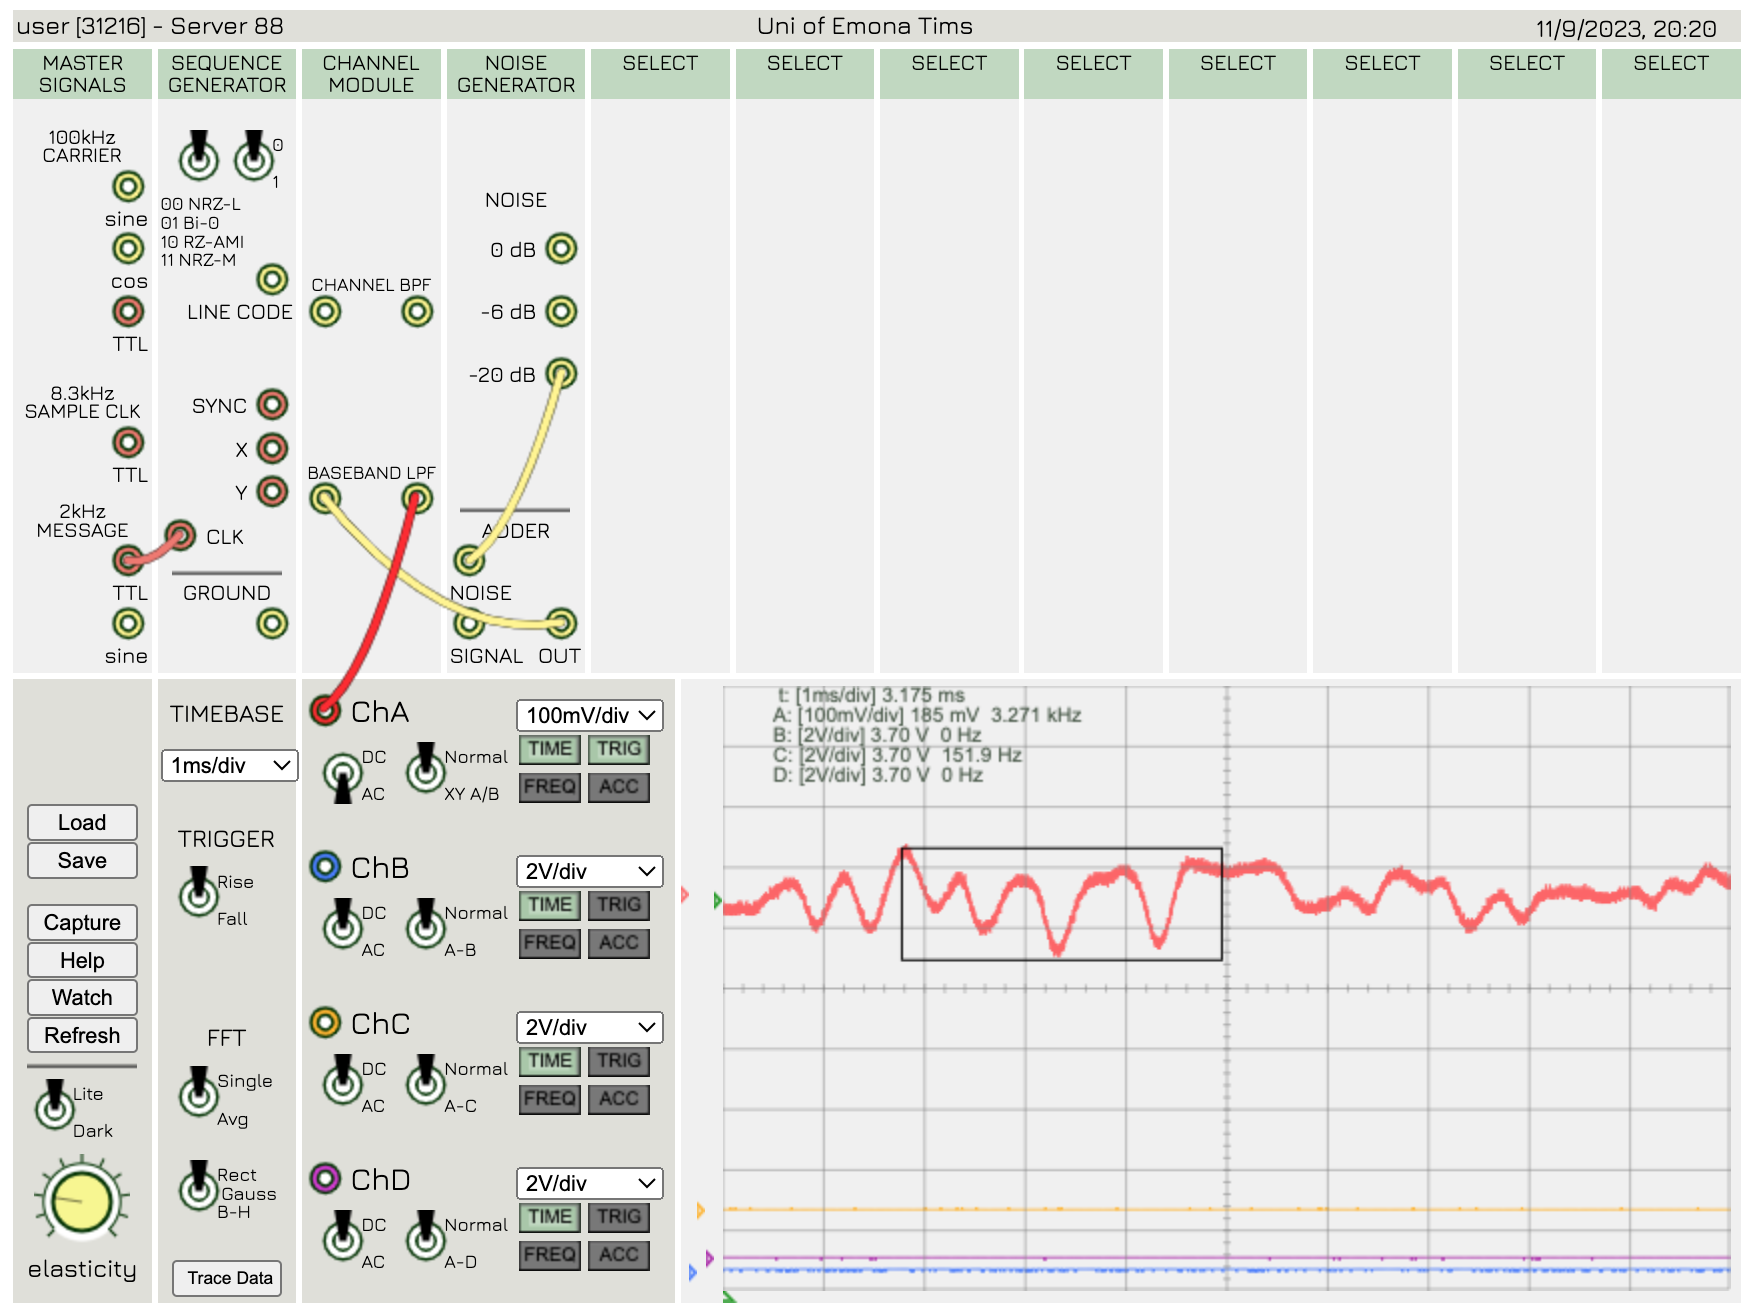 user [31216] - Server 88
Uni of Emona Tims
11/9/2023, 20:20
MASTER
SIGNALS
SEQUENCE
GENERATOR
CHANNEL
MODULE
NOISE
GENERATOR
SELECT
SELECT
SELECT
SELECT
SELECT
SELECT
SELECT
SELECT
100kHz
CARRIER
sine
cos
TTL
8.3kHz
SAMPLE CLK
TTL
2kHz
MESSAGE
TTL
sine
0
1
00 NRZ-L
01 Bi-0
10 RZ-AMI
11 NRZ-M
LINE CODE
SYNC
X
Y
CLK
GROUND
CHANNEL BPF
BASEBAND LPF
NOISE
0 dB
-6 dB
-20 dB
ADDER
NOISE
SIGNAL OUT
Load
Save
Capture
Help
Watch
Refresh
Lite
Dark
elasticity
TIMEBASE
1ms/div
TRIGGER
Rise
Fall
FFT
Single
Avg
Rect
Gauss
B-H
Trace Data
ChA
100mV/div
DC
AC
Normal
XY A/B
TIME TRIG
FREQ ACC
ChB
2V/div
DC
AC
Normal
A-B
TIME TRIG
FREQ ACC
ChC
2V/div
DC
AC
Normal
A-C
TIME TRIG
FREQ ACC
ChD
2V/div
DC
AC
Normal
A-D
TIME TRIG
FREQ ACC
t: [1ms/div] 3.175 ms
A: [100mV/div] 185 mV 3.271 kHz
B: [2V/div] 3.70 V 0 Hz
C: [2V/div] 3.70 V 151.9 Hz
D: [2V/div] 3.70 V 0 Hz